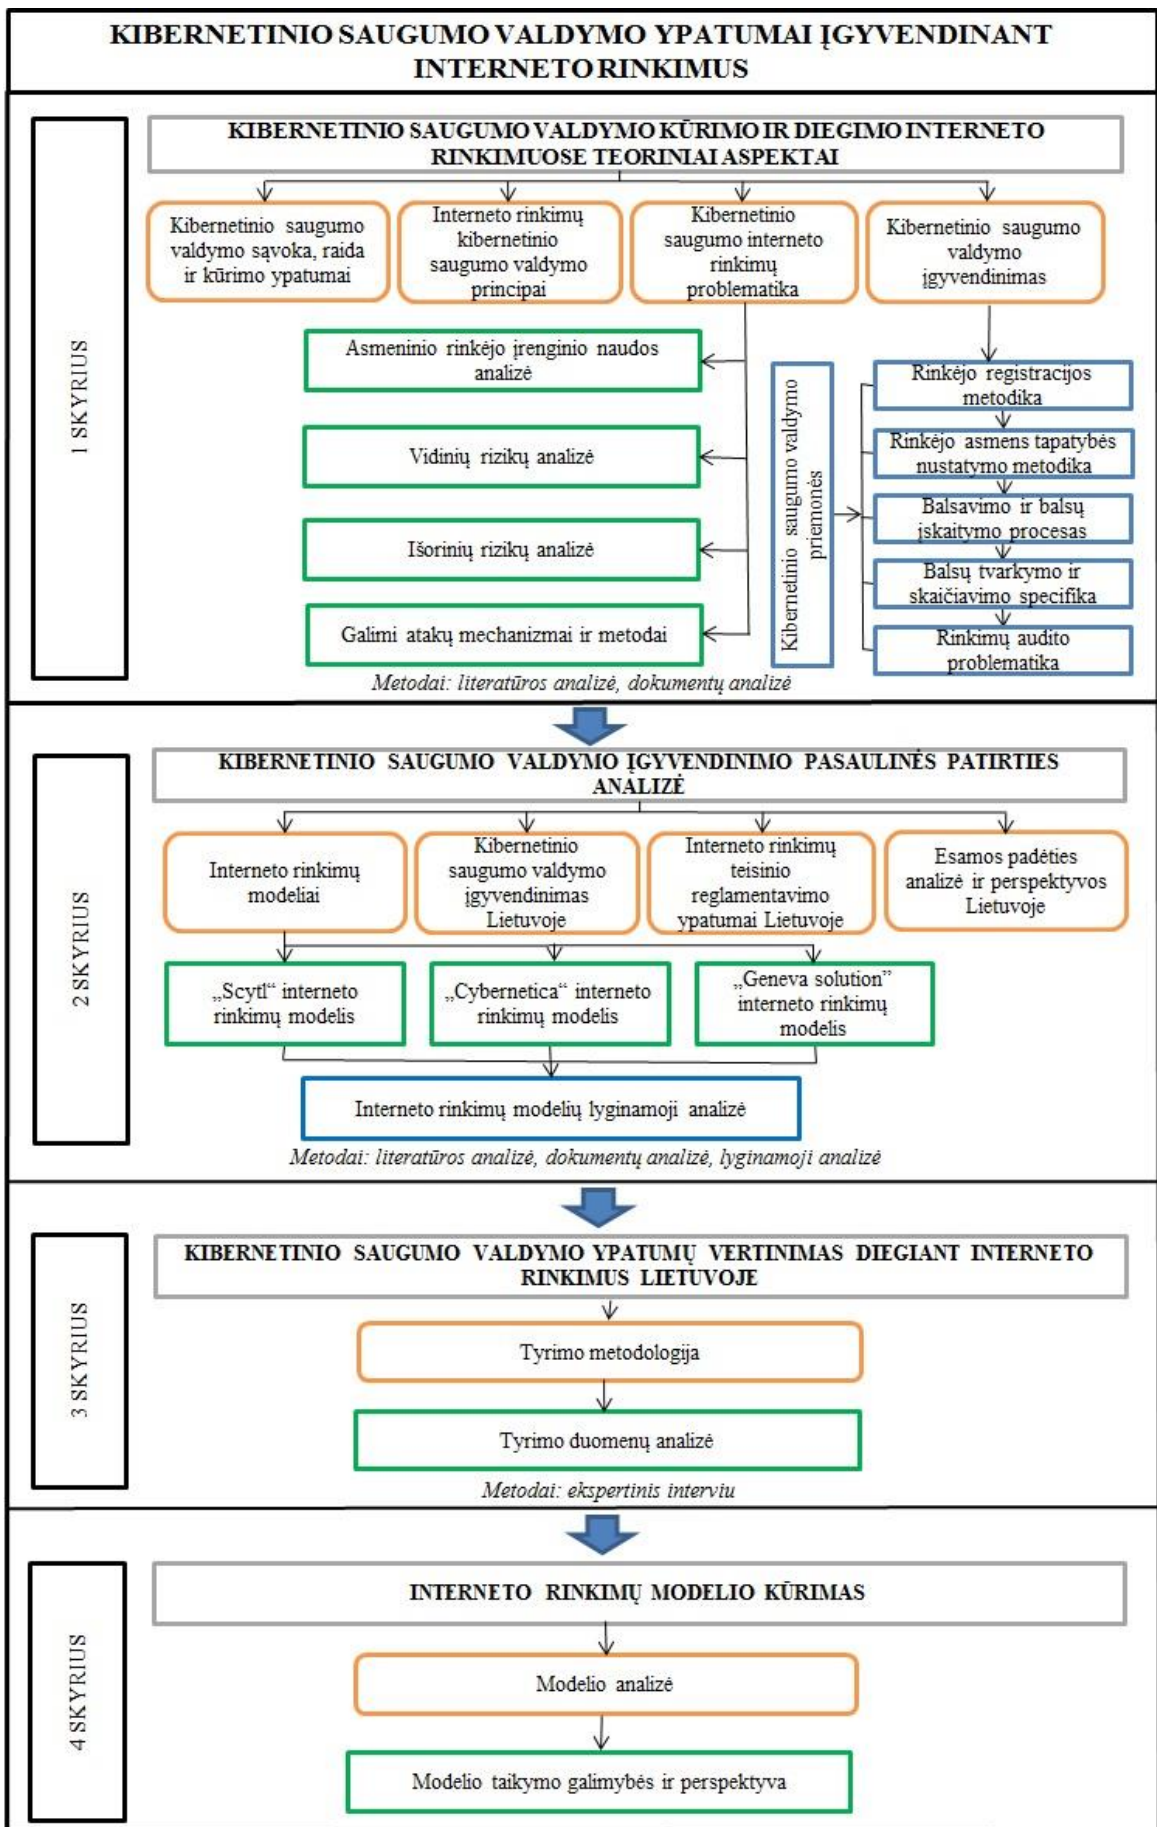 KIBERNETINIO SAUGUMO VALDYMO YPATUMAI ĮGYVENDINANT
INTERNETO RINKIMUS
1 SKYRIUS
KIBERNETINIO SAUGUMO VALDYMO KŪRIMO IR DIEGIMO INTERNETO
RINKIMUOSE TEORINIAI ASPEKTAI
Kibernetinio saugumo
valdymo sąvoka, raida
ir kūrimo ypatumai
Interneto rinkimų
kibernetinio
saugumo valdymo
principai
Kibernetinio
saugumo interneto
rinkimų
problematika
Kibernetinio saugumo
valdymo
įgyvendinimas
Asmeninio rinkėjo įrenginio naudos
analizė
Vidinių rizikų analizė
Išorinių rizikų analizė
Galimi atakų mechanizmai ir metodai
Kibernetinio saugumo valdymo
priemonės
Rinkėjo registracijos
metodika
Rinkėjo asmens tapatybės
nustatymo metodika
Balsavimo ir balsų
įskaitymo procesas
Balsų tvarkymo ir
skaičiavimo specifika
Rinkimų audito
problematika
Metodai: literatūros analizė, dokumentų analizė
2 SKYRIUS
KIBERNETINIO SAUGUMO VALDYMO ĮGYVENDINIMO PASAULINĖS PATIRTIES
ANALIZĖ
Interneto rinkimų
modeliai
Kibernetinio
saugumo valdymo
įgyvendinimas
Lietuvoje
Interneto rinkimų
teisinio
reglamentavimo
ypatumai Lietuvoje
Esamos padėties
analizė ir perspektyvos
Lietuvoje
„Scytl“ interneto
rinkimų modelis
„Cybernetica“ interneto
rinkimų modelis
„Geneva solution”
interneto rinkimų
modelis
Interneto rinkimų modelių lyginamoji analizė
Metodai: literatūros analizė, dokumentų analizė, lyginamoji analizė
3 SKYRIUS
KIBERNETINIO SAUGUMO VALDYMO YPATUMŲ VERTINIMAS DIEGIANT INTERNETO
RINKIMUS LIETUVOJE
Tyrimo metodologija
Tyrimo duomenų analizė
Metodai: ekspertinis interviu
4 SKYRIUS
INTERNETO RINKIMŲ MODELIO KŪRIMAS
Modelio analizė
Modelio taikymo galimybės ir perspektyva